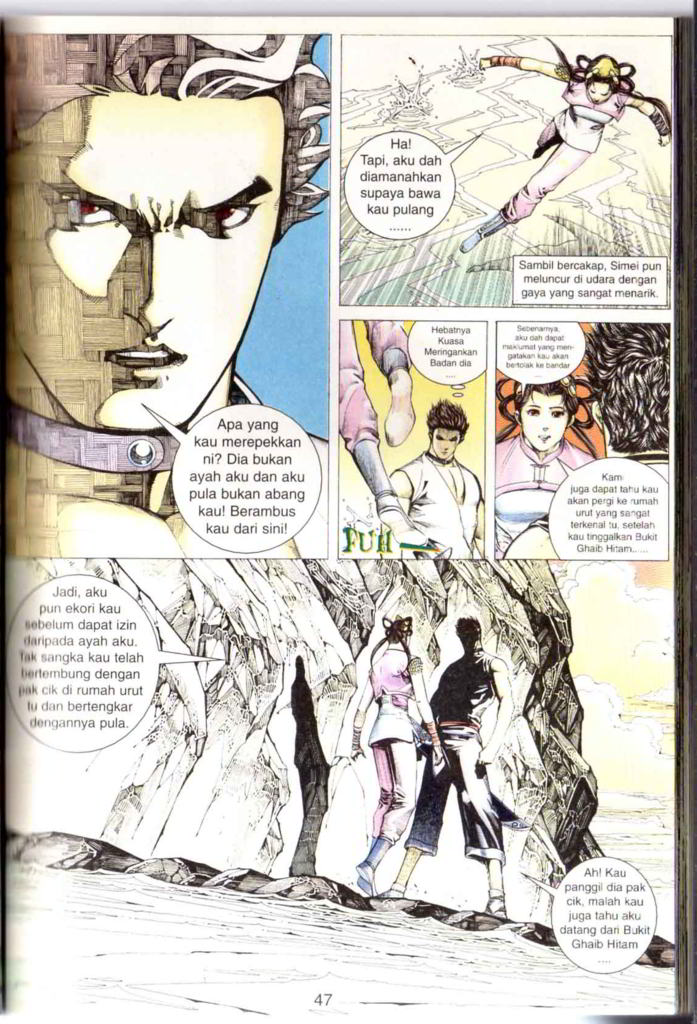 Apa yang
kau merepekkan
ni? Dia bukan
ayah aku dan aku
pula bukan abang
kau! Berambus
kau dari sini!
Ha!
Tapi, aku dah
diamanahkan
supaya bawa
kau pulang
......
Sambil bercakap, Simei pun
meluncur di udara dengan
gaya yang sangat menarik.
Hebatnya
Kuasa
Meringankan
Badan dia
....
FUH
Sebenarnya,
aku dah dapat
maklumat yang men-
gatakan kau akan
bertolak ke bandar
....
Kami
juga dapat tahu kau
akan pergi ke rumah
urut yang sangat
terkenal tu, setelah
kau tinggalkan Bukit
Ghaib Hitam......
Jadi, aku
pun ekori kau
sebelum dapat izin
daripada ayah aku.
Tak sangka kau telah
bertembung dengan
pak cik di rumah urut
tu dan bertengkar
dengannya pula.
Ah! Kau
panggil dia pak
cik, malah kau
juga tahu aku
datang dari Bukit
Ghaib Hitam
....
47